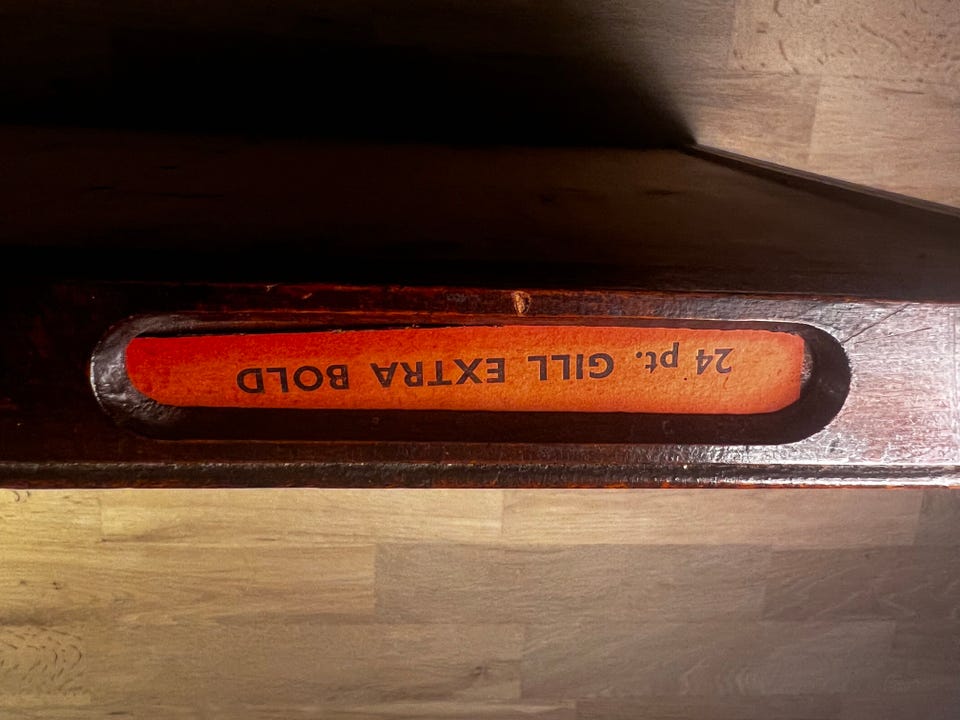 24 pt. GILL EXTRA BOLD